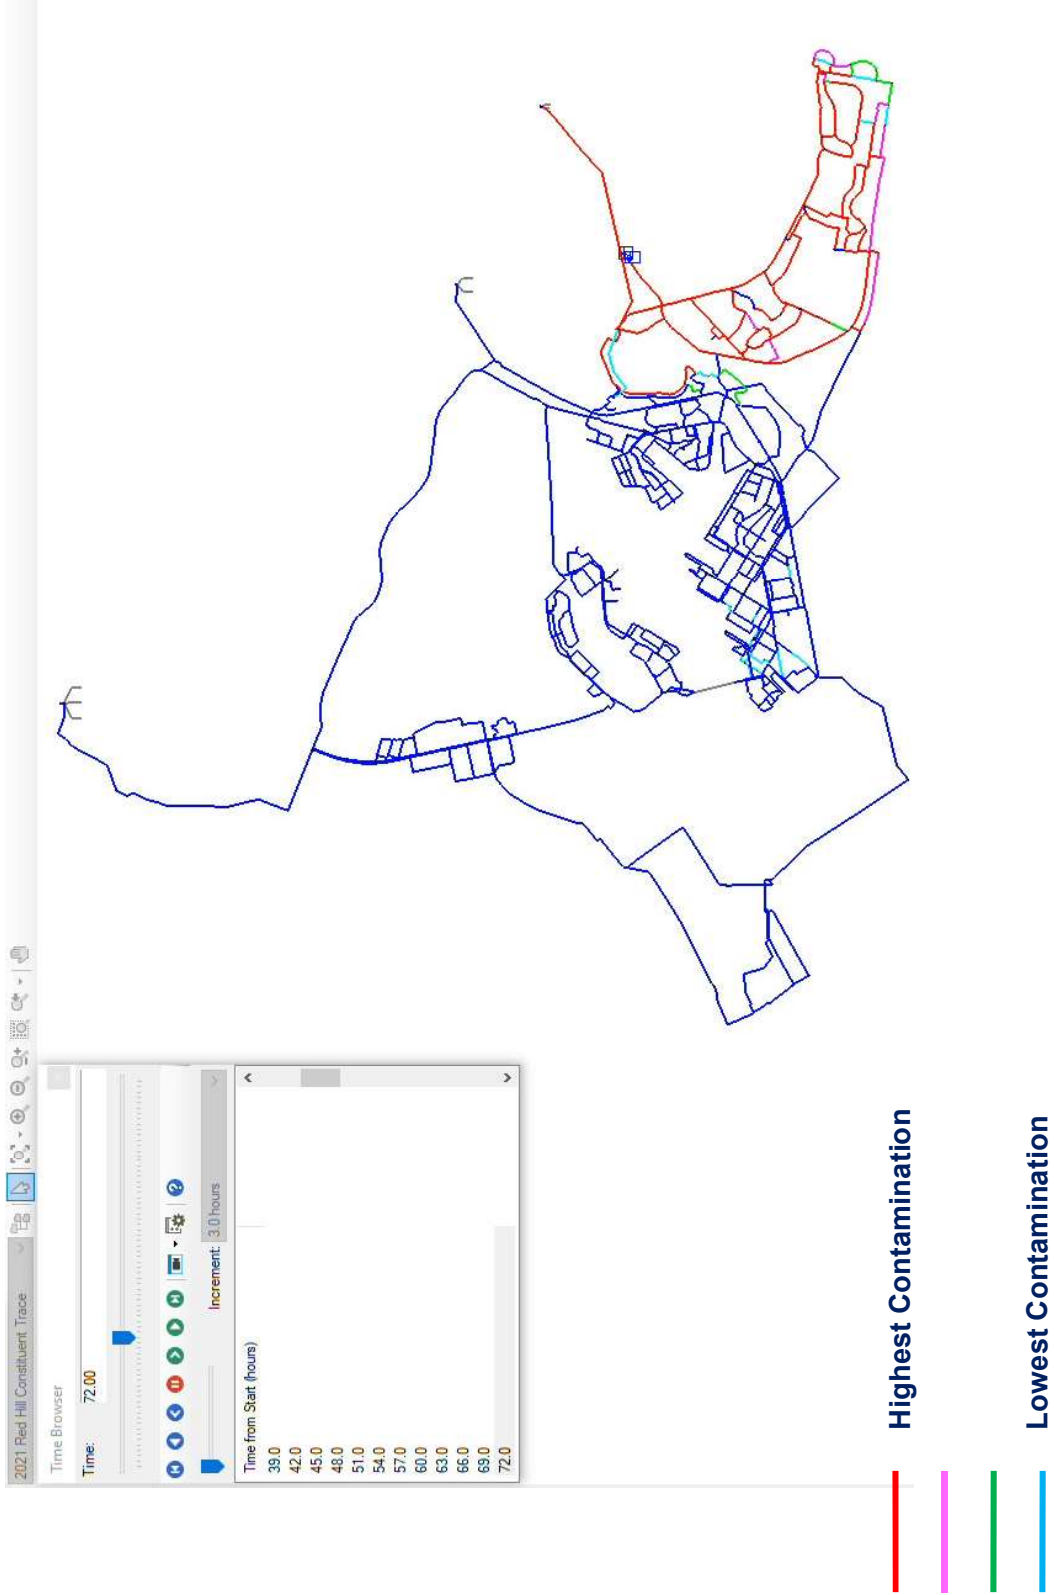 2021 Red Hill Constituent Trace
Time Browser
Time: 72.00
Increment: 3.0 hours
Time from Start (hours)
39.0
42.0
45.0
48.0
51.0
54.0
57.0
60.0
63.0
66.0
69.0
72.0
Highest Contamination
Lowest Contamination